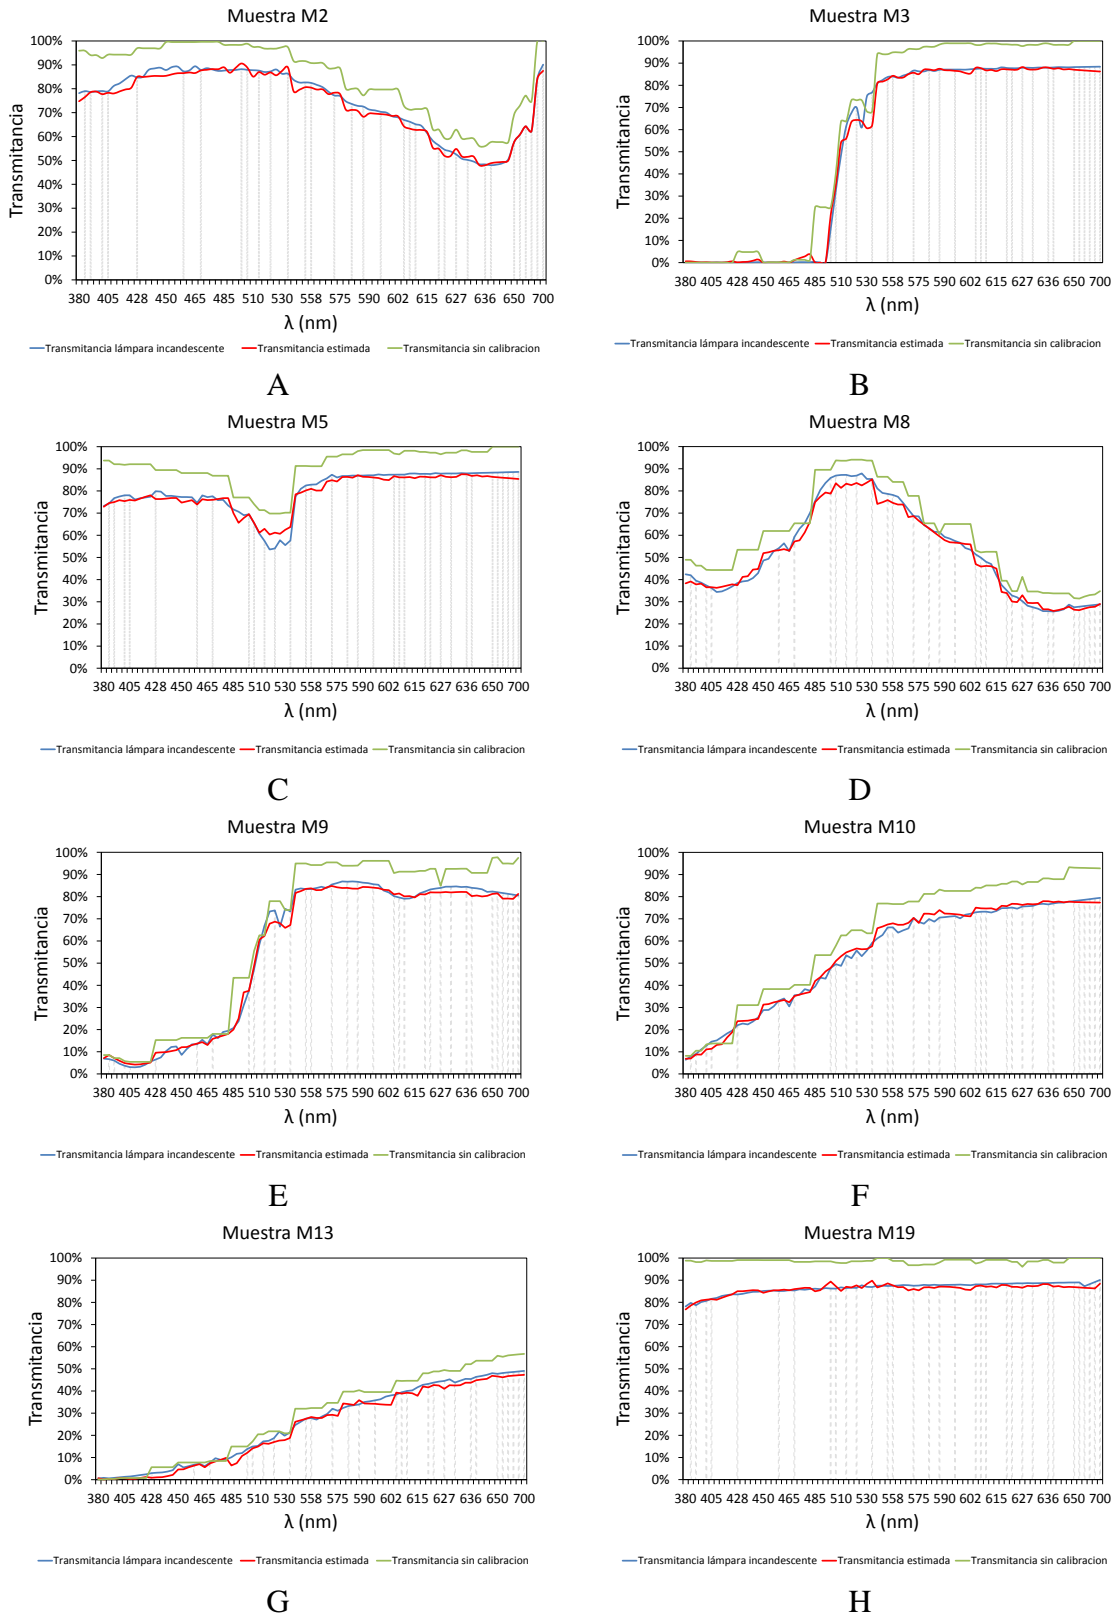 Muestra M2
100%
90%
80%
70%
60%
50%
40%
30%
20%
10%
0%
Transmitancia
380 405 428 450 465 485 510 530 558 575 590 602 615 627 636 650 700
λ (nm)
Transmitancia lámpara incandescente Transmitancia estimada Transmitancia sin calibracion
A
Muestra M3
100%
90%
80%
70%
60%
50%
40%
30%
20%
10%
0%
Transmitancia
380 405 428 450 465 485 510 530 558 575 590 602 615 627 636 650 700
λ (nm)
Transmitancia lámpara incandescente Transmitancia estimada Transmitancia sin calibracion
B
Muestra M5
100%
90%
80%
70%
60%
50%
40%
30%
20%
10%
0%
Transmitancia
380 405 428 450 465 485 510 530 558 575 590 602 615 627 636 650 700
λ (nm)
Transmitancia lámpara incandescente Transmitancia estimada Transmitancia sin calibracion
C
Muestra M8
100%
90%
80%
70%
60%
50%
40%
30%
20%
10%
0%
Transmitancia
380 405 428 450 465 485 510 530 558 575 590 602 615 627 636 650 700
λ (nm)
Transmitancia lámpara incandescente Transmitancia estimada Transmitancia sin calibracion
D
Muestra M9
100%
90%
80%
70%
60%
50%
40%
30%
20%
10%
0%
Transmitancia
380 405 428 450 465 485 510 530 558 575 590 602 615 627 636 650 700
λ (nm)
Transmitancia lámpara incandescente Transmitancia estimada Transmitancia sin calibracion
E
Muestra M10
100%
90%
80%
70%
60%
50%
40%
30%
20%
10%
0%
Transmitancia
380 405 428 450 465 485 510 530 558 575 590 602 615 627 636 650 700
λ (nm)
Transmitancia lámpara incandescente Transmitancia estimada Transmitancia sin calibracion
F
Muestra M13
100%
90%
80%
70%
60%
50%
40%
30%
20%
10%
0%
Transmitancia
380 405 428 450 465 485 510 530 558 575 590 602 615 627 636 650 700
λ (nm)
Transmitancia lámpara incandescente Transmitancia estimada Transmitancia sin calibracion
G
Muestra M19
100%
90%
80%
70%
60%
50%
40%
30%
20%
10%
0%
Transmitancia
380 405 428 450 465 485 510 530 558 575 590 602 615 627 636 650 700
λ (nm)
Transmitancia lámpara incandescente Transmitancia estimada Transmitancia sin calibracion
H